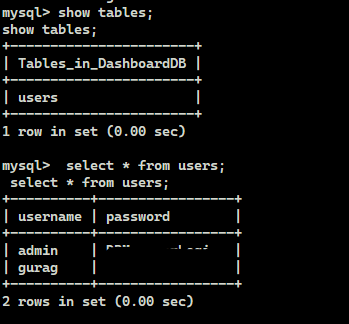 mysql> show tables;
show tables;
+-----------------------+
| Tables_in_DashboardDB |
+-----------------------+
| users                 |
+-----------------------+
1 row in set (0.00 sec)
mysql>  select * from users;
 select * from users;
+----------+-----------------+
| username | password        |
+----------+-----------------+
| admin    |                 |
| gurag    |                 |
+----------+-----------------+
2 rows in set (0.00 sec)